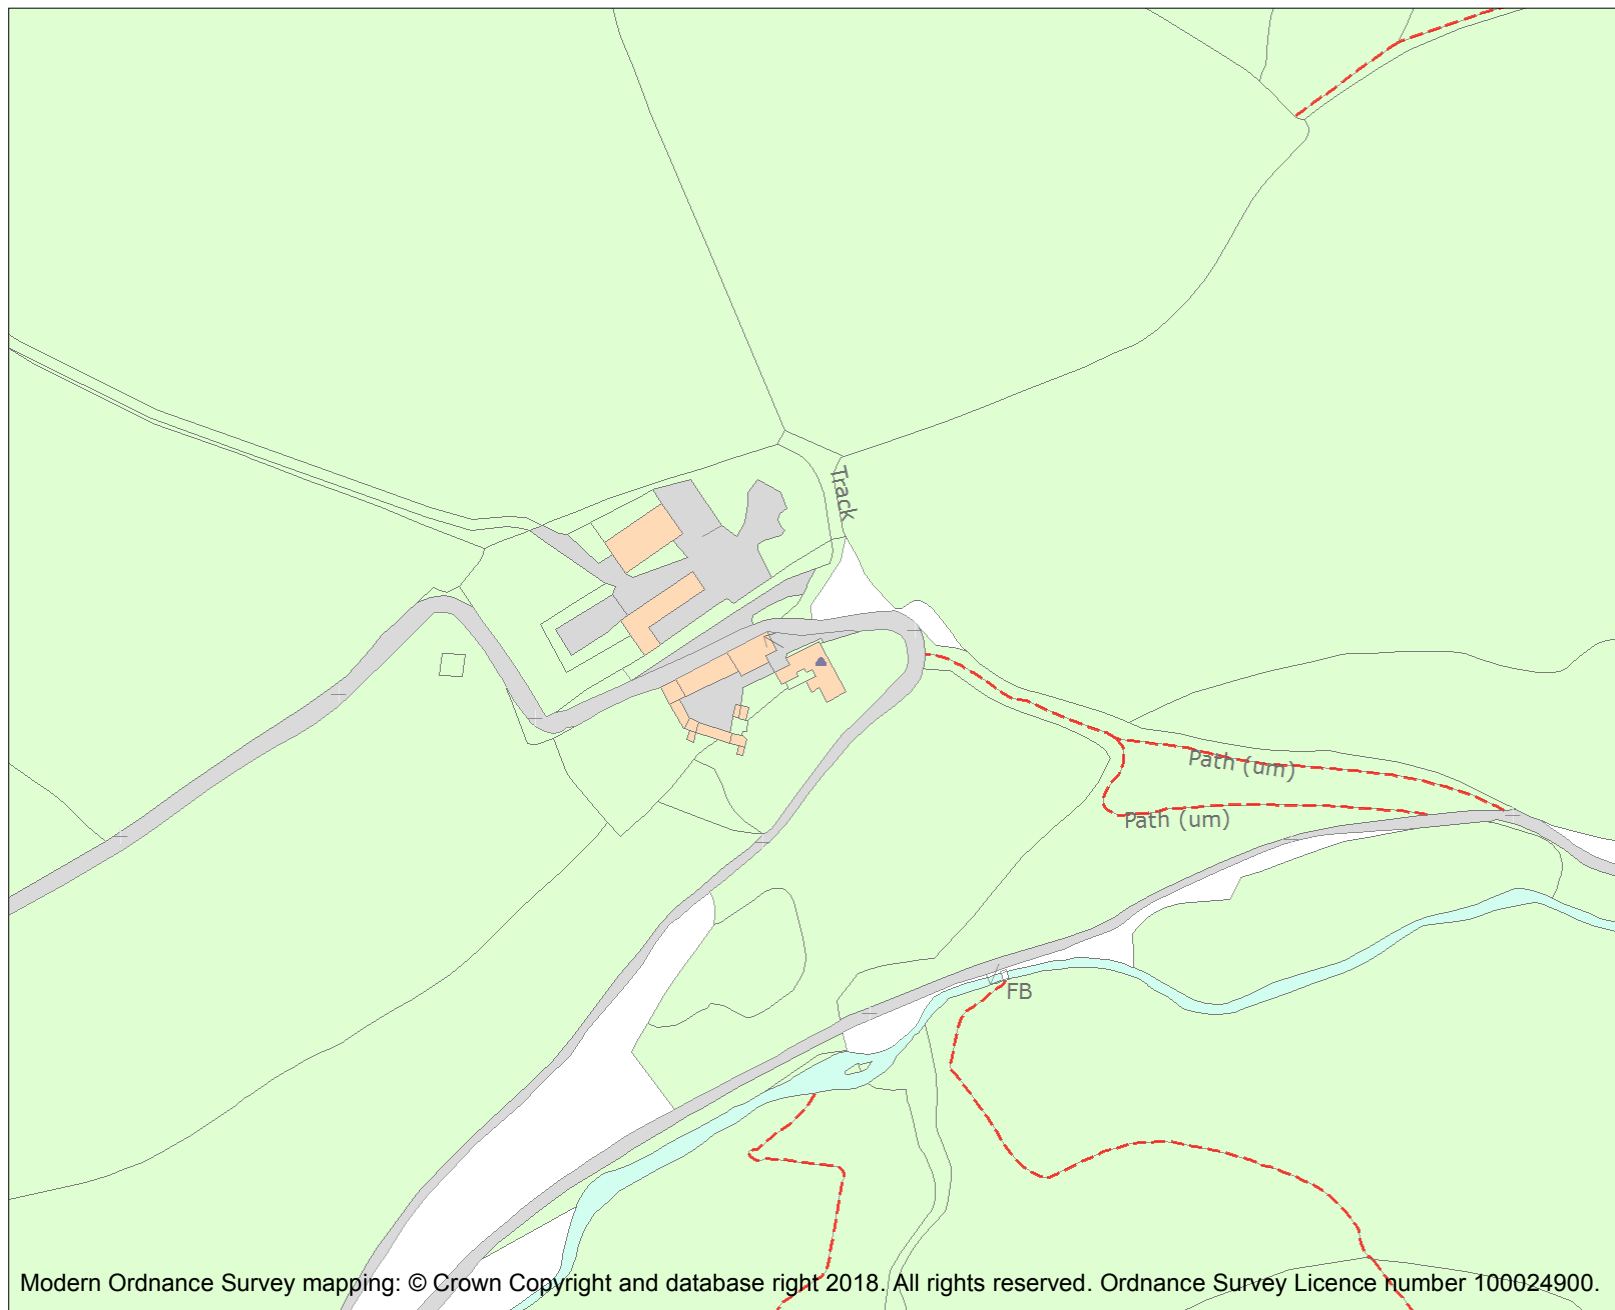 Track
Path (um)
Path (um)
FB
Modern Ordnance Survey mapping: © Crown Copyright and database right 2018. All rights reserved. Ordnance Survey Licence number 100024900.